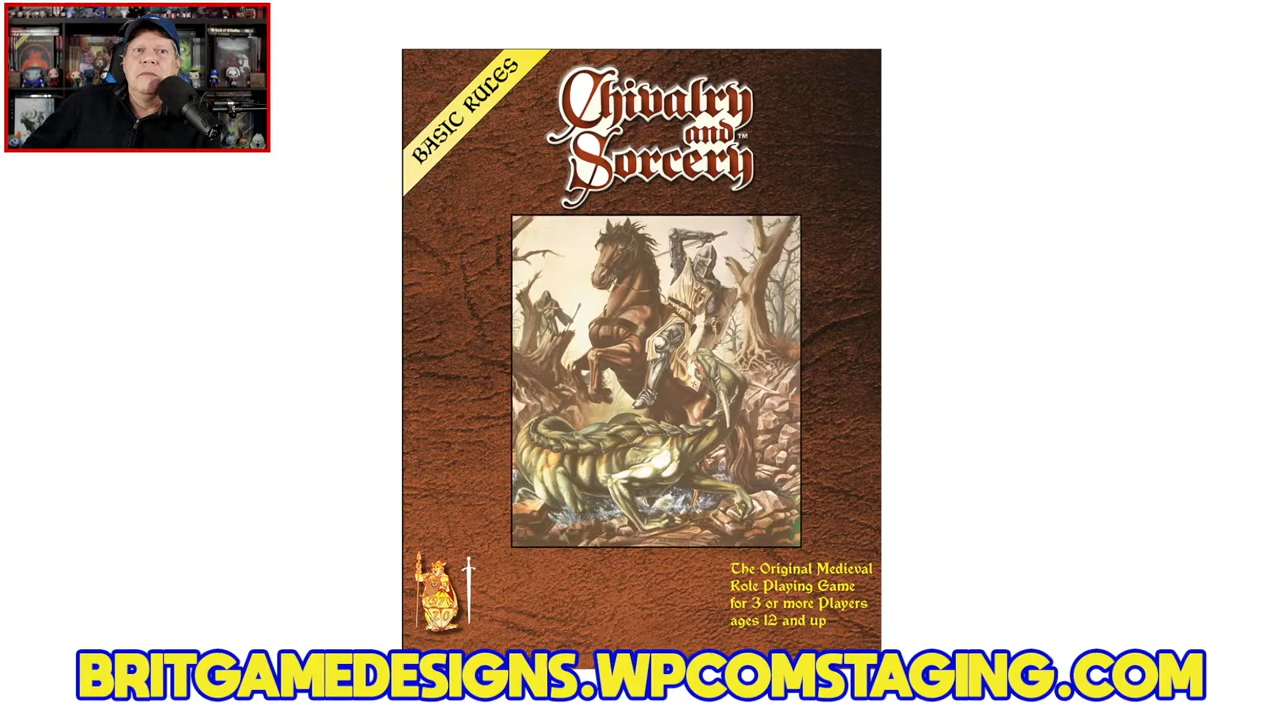 BASIC RULES
Chivalry
and™
Sorcery
The Original Medieval
Role Playing Game
for 3 or more Players
ages 12 and up
BRITGAMEDESIGNS.WPCOMSTAGING.COM